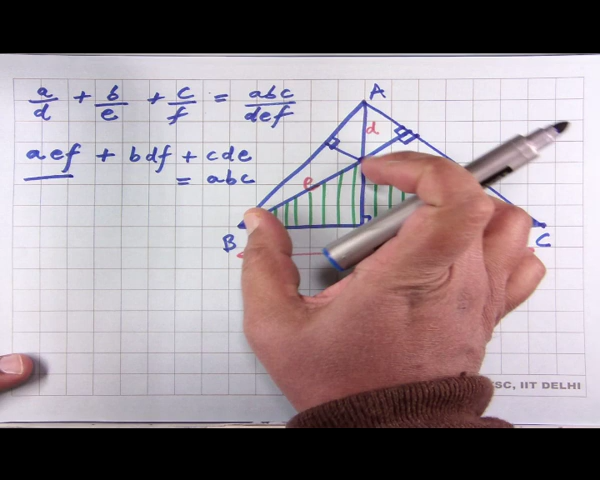 a/d + b/e + c/f = abc/def
aef + bdf + cde
= abc
A
d
e
B
C
SC, IIT DELHI